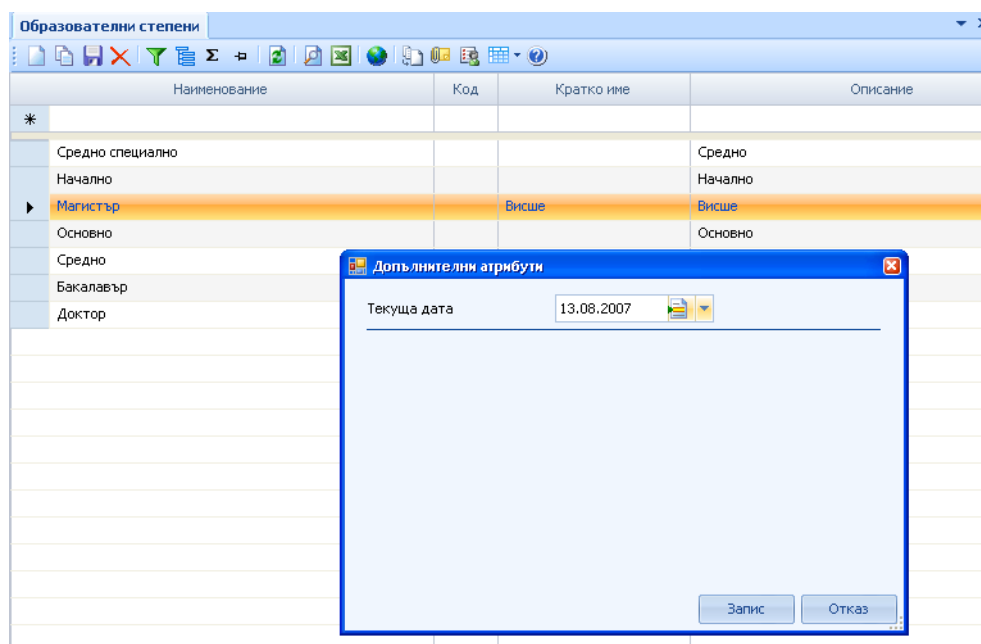 Образователни степени
Σ
Наименование Код Кратко име Описание
Средно специално Средно
Начално Начално
Магистър Висше Висше
Основно Основно
Средно
Бакалавър
Доктор
Допълнителни атрибути
Текуща дата 13.08.2007
Запис Отказ